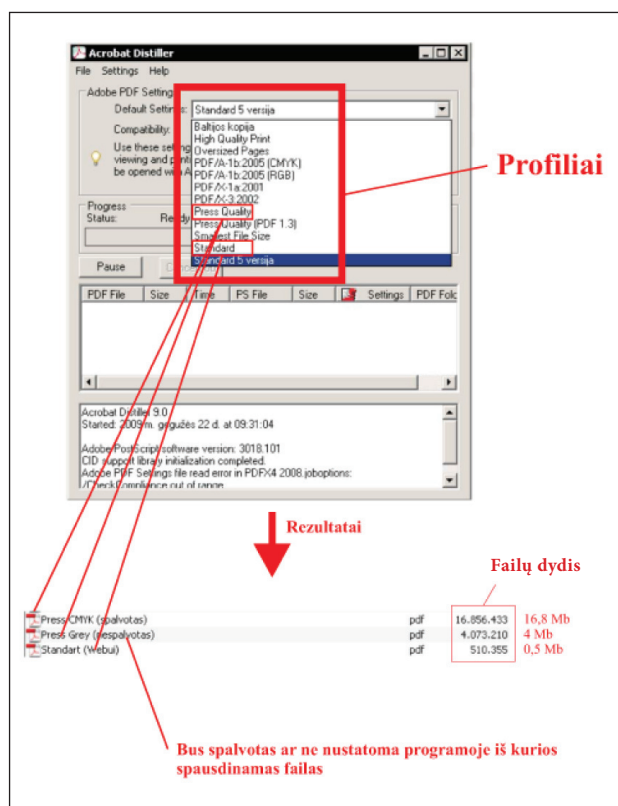 Acrobat Distiller
File Settings Help
Adobe PDF Settings
Default Settings: Standard 5 versija
Compatibility:
Use these setting
viewing and print
be opened with A
Baltijos kopija
High Quality Print
Oversized Pages
PDF/A-1b:2005 (CMYK)
PDF/A-1b:2005 (RGB)
PDF/X-1a:2001
PDF/X-3:2002
Press Quality
Press Quality (PDF 1.3)
Smallest File Size
Standard
Standard 5 versija
Profiliai
Progress
Status: Ready
Pause
PDF File Size Time PS File Size Settings PDF Fold
Acrobat Distiller 9.0
Started: 2009 m. gegužės 22 d. at 09:31:04
Adobe PostScript software version: 3018.101
CID support library initialization completed.
Adobe PDF Settings file read error in PDFX4 2008.joboptions:
/CheckCompliance out of range
Rezultatai
Failų dydis
Press CMYK (spalvotas) pdf 16.856.433 16,8 Mb
Press Grey (nespalvotas) pdf 4.073.210 4 Mb
Standart (Webui) pdf 510.355 0,5 Mb
Bus spalvotas ar ne nustatoma programoje iš kurios
spausdinamas failas